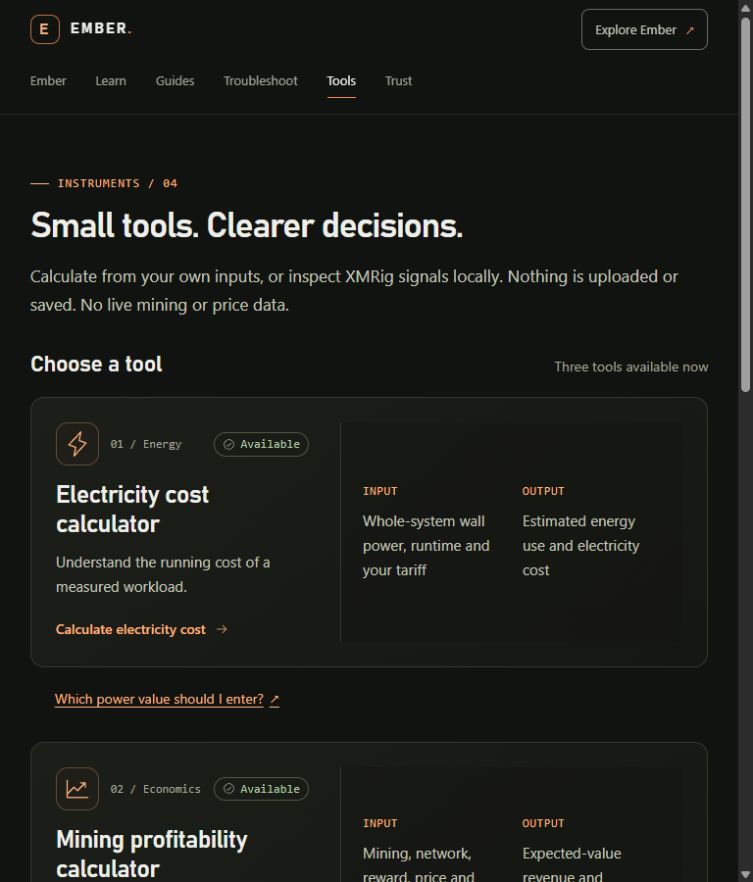 E EMBER.
Explore Ember ↗
Ember Learn Guides Troubleshoot Tools Trust
INSTRUMENTS / 04
Small tools. Clearer decisions.
Calculate from your own inputs, or inspect XMRig signals locally. Nothing is uploaded or
saved. No live mining or price data.
Choose a tool
Three tools available now
01 / Energy
Available
Electricity cost
calculator
Understand the running cost of a
measured workload.
Calculate electricity cost →
INPUT
Whole-system wall
power, runtime and
your tariff
OUTPUT
Estimated energy
use and electricity
cost
Which power value should I enter? ↗
02 / Economics
Available
Mining profitability
calculator
INPUT
Mining, network,
reward, price and
OUTPUT
Expected-value
revenue and